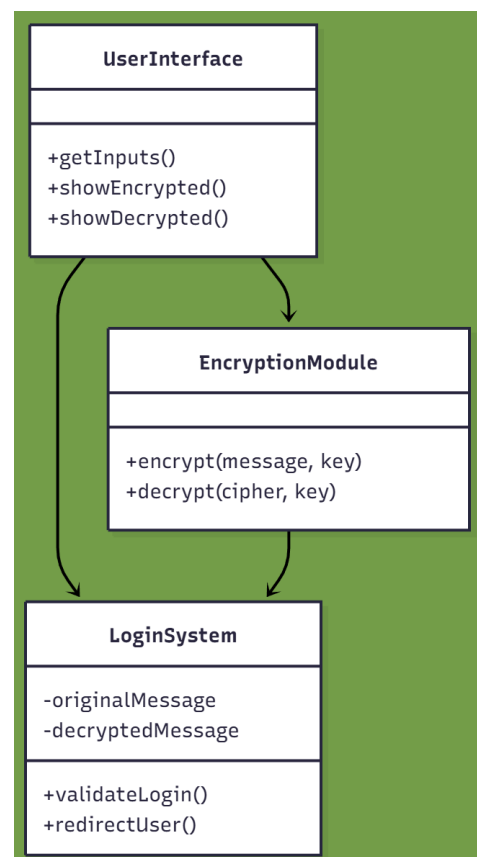 UserInterface
+getInputs()
+showEncrypted()
+showDecrypted()
EncryptionModule
+encrypt(message, key)
+decrypt(cipher, key)
LoginSystem
-originalMessage
-decryptedMessage
+validateLogin()
+redirectUser()